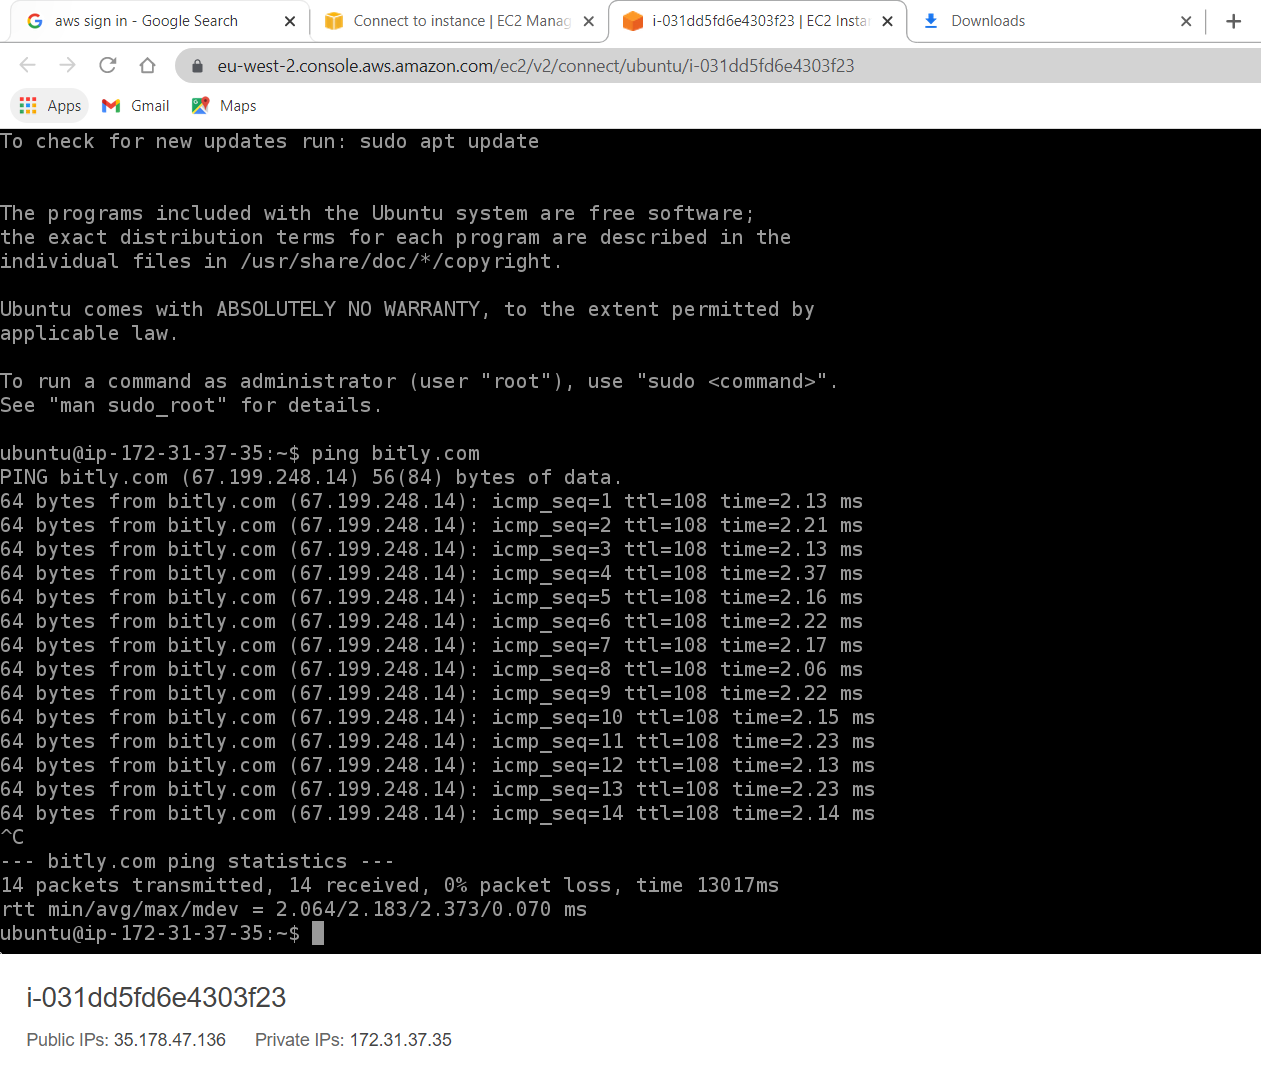 aws sign in - Google Search
Connect to instance | EC2 Manag
i-031dd5fd6e4303f23 | EC2 Insta
Downloads
eu-west-2.console.aws.amazon.com/ec2/v2/connect/ubuntu/i-031dd5fd6e4303f23
Apps
Gmail
Maps
To check for new updates run: sudo apt update
The programs included with the Ubuntu system are free software;
the exact distribution terms for each program are described in the
individual files in /usr/share/doc/*/copyright.
Ubuntu comes with ABSOLUTELY NO WARRANTY, to the extent permitted by
applicable law.
To run a command as administrator (user "root"), use "sudo <command>".
See "man sudo_root" for details.
ubuntu@ip-172-31-37-35:~$ ping bitly.com
PING bitly.com (67.199.248.14) 56(84) bytes of data.
64 bytes from bitly.com (67.199.248.14): icmp_seq=1 ttl=108 time=2.13 ms
64 bytes from bitly.com (67.199.248.14): icmp_seq=2 ttl=108 time=2.21 ms
64 bytes from bitly.com (67.199.248.14): icmp_seq=3 ttl=108 time=2.13 ms
64 bytes from bitly.com (67.199.248.14): icmp_seq=4 ttl=108 time=2.37 ms
64 bytes from bitly.com (67.199.248.14): icmp_seq=5 ttl=108 time=2.16 ms
64 bytes from bitly.com (67.199.248.14): icmp_seq=6 ttl=108 time=2.22 ms
64 bytes from bitly.com (67.199.248.14): icmp_seq=7 ttl=108 time=2.17 ms
64 bytes from bitly.com (67.199.248.14): icmp_seq=8 ttl=108 time=2.06 ms
64 bytes from bitly.com (67.199.248.14): icmp_seq=9 ttl=108 time=2.22 ms
64 bytes from bitly.com (67.199.248.14): icmp_seq=10 ttl=108 time=2.15 ms
64 bytes from bitly.com (67.199.248.14): icmp_seq=11 ttl=108 time=2.23 ms
64 bytes from bitly.com (67.199.248.14): icmp_seq=12 ttl=108 time=2.13 ms
64 bytes from bitly.com (67.199.248.14): icmp_seq=13 ttl=108 time=2.23 ms
64 bytes from bitly.com (67.199.248.14): icmp_seq=14 ttl=108 time=2.14 ms
^C
--- bitly.com ping statistics ---
14 packets transmitted, 14 received, 0% packet loss, time 13017ms
rtt min/avg/max/mdev = 2.064/2.183/2.373/0.070 ms
ubuntu@ip-172-31-37-35:~$
i-031dd5fd6e4303f23
Public IPs: 35.178.47.136 Private IPs: 172.31.37.35